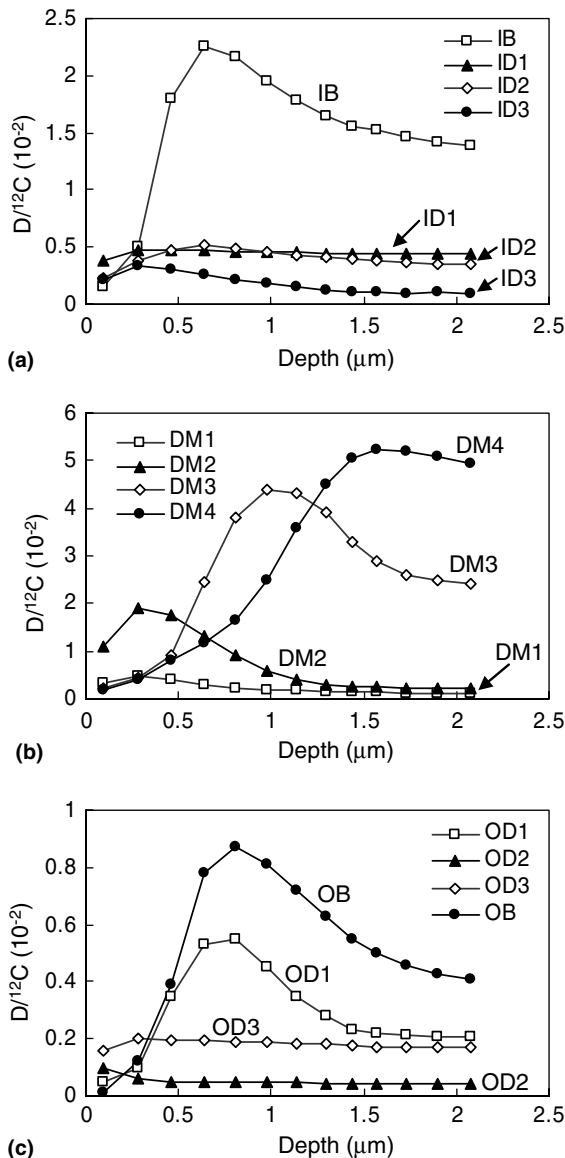 2.5
2
1.5
1
0.5
0
D/¹²C (10⁻²)
IB
ID1
ID2
ID3
IB
ID1
ID2
ID3
0 0.5 1 1.5 2 2.5
Depth (μm)
(a)
6
5
4
3
2
1
0
D/¹²C (10⁻²)
DM1
DM2
DM3
DM4
DM4
DM3
DM2
DM1
0 0.5 1 1.5 2 2.5
Depth (μm)
(b)
1
0.8
0.6
0.4
0.2
0
D/¹²C (10⁻²)
OD1
OD2
OD3
OB
OB
OD1
OD3
OD2
0 0.5 1 1.5 2 2.5
Depth (μm)
(c)